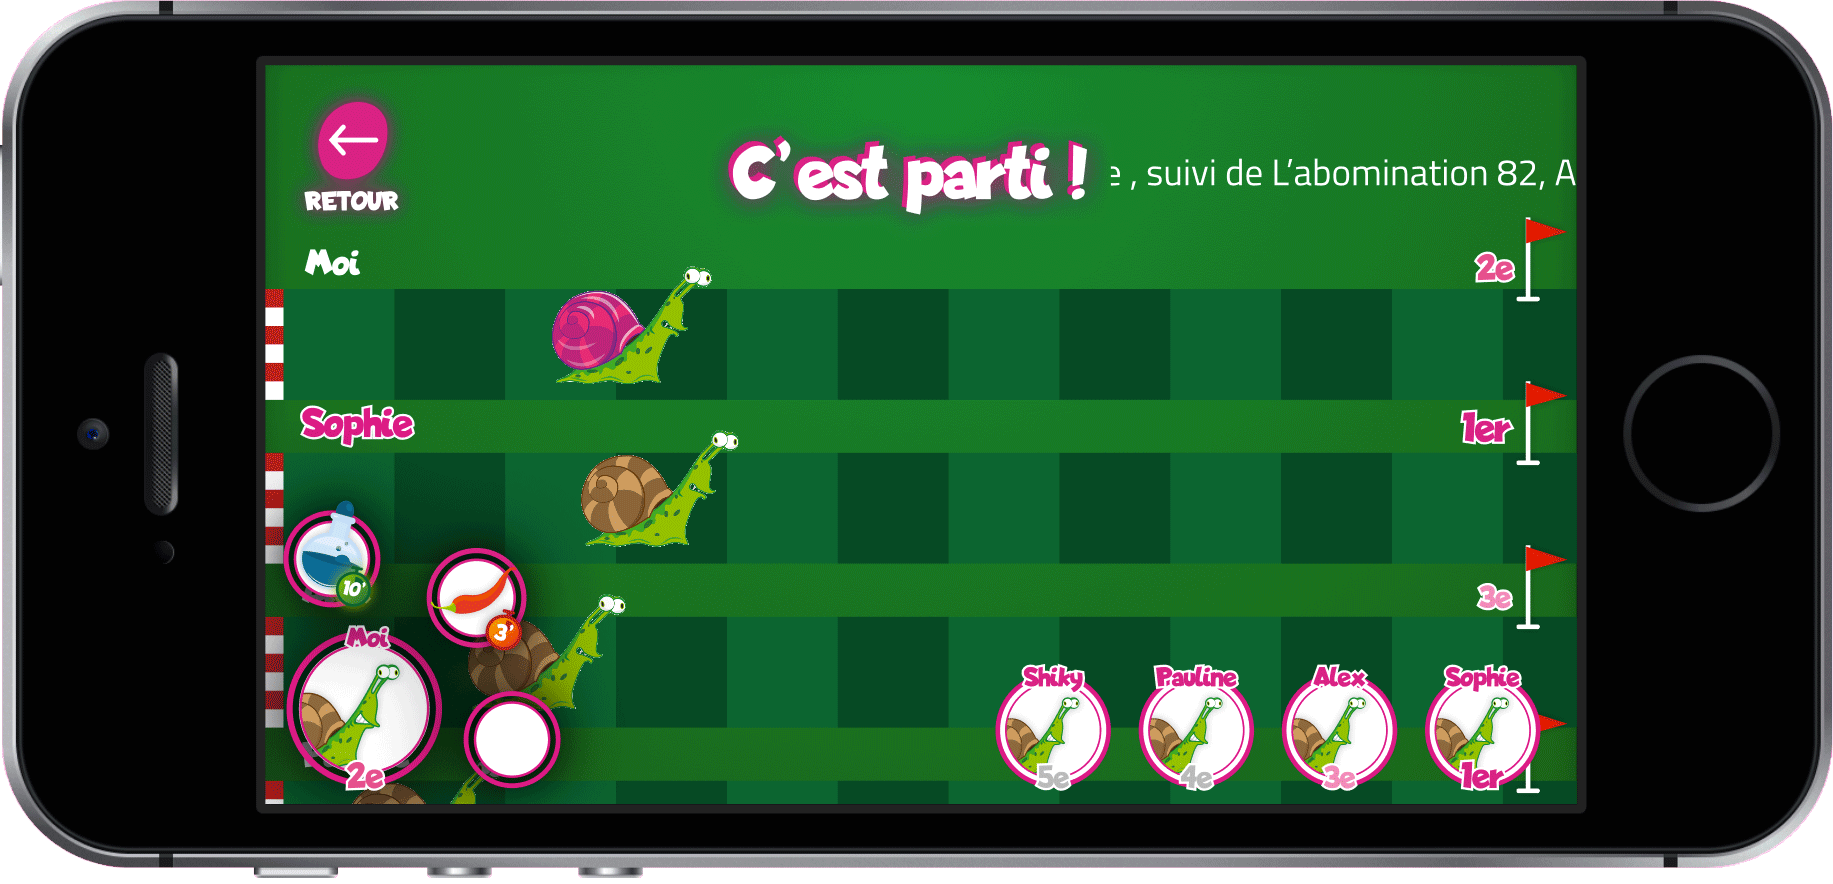 RETOUR
C'est parti !
e , suivi de L'abomination 82, A
Moi
2e
Sophie
1er
10'
3'
3e
Moi
2e
Shiky
5e
Pauline
4e
Alex
3e
Sophie
1er